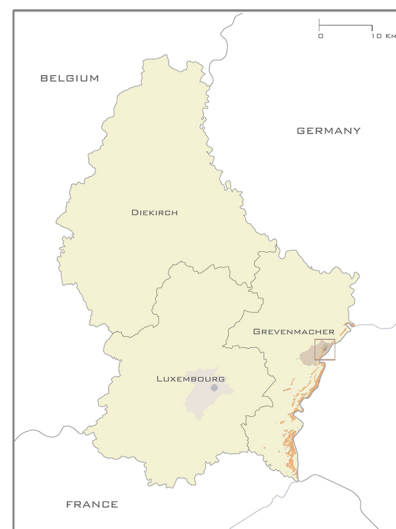 0 10 Km
BELGIUM
GERMANY
Diekirch
Grevenmacher
Luxembourg
FRANCE